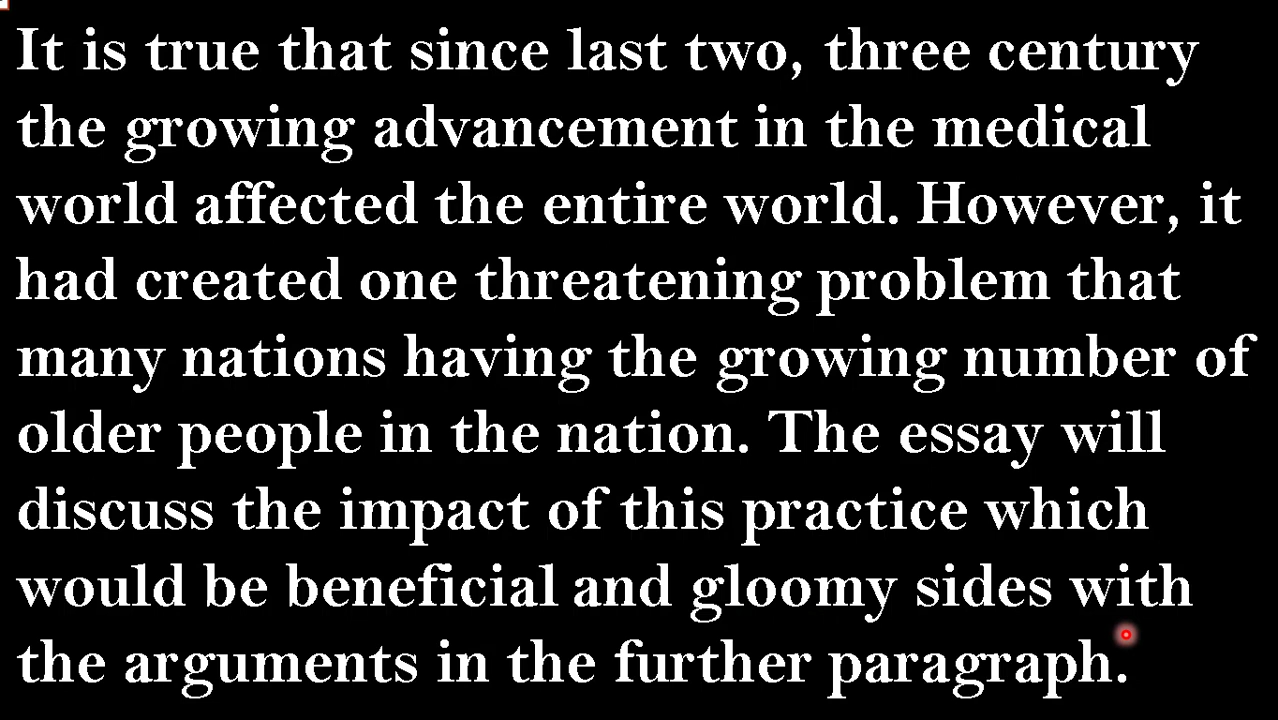 It is true that since last two, three century
the growing advancement in the medical
world affected the entire world. However, it
had created one threatening problem that
many nations having the growing number of
older people in the nation. The essay will
discuss the impact of this practice which
would be beneficial and gloomy sides with
the arguments in the further paragraph.